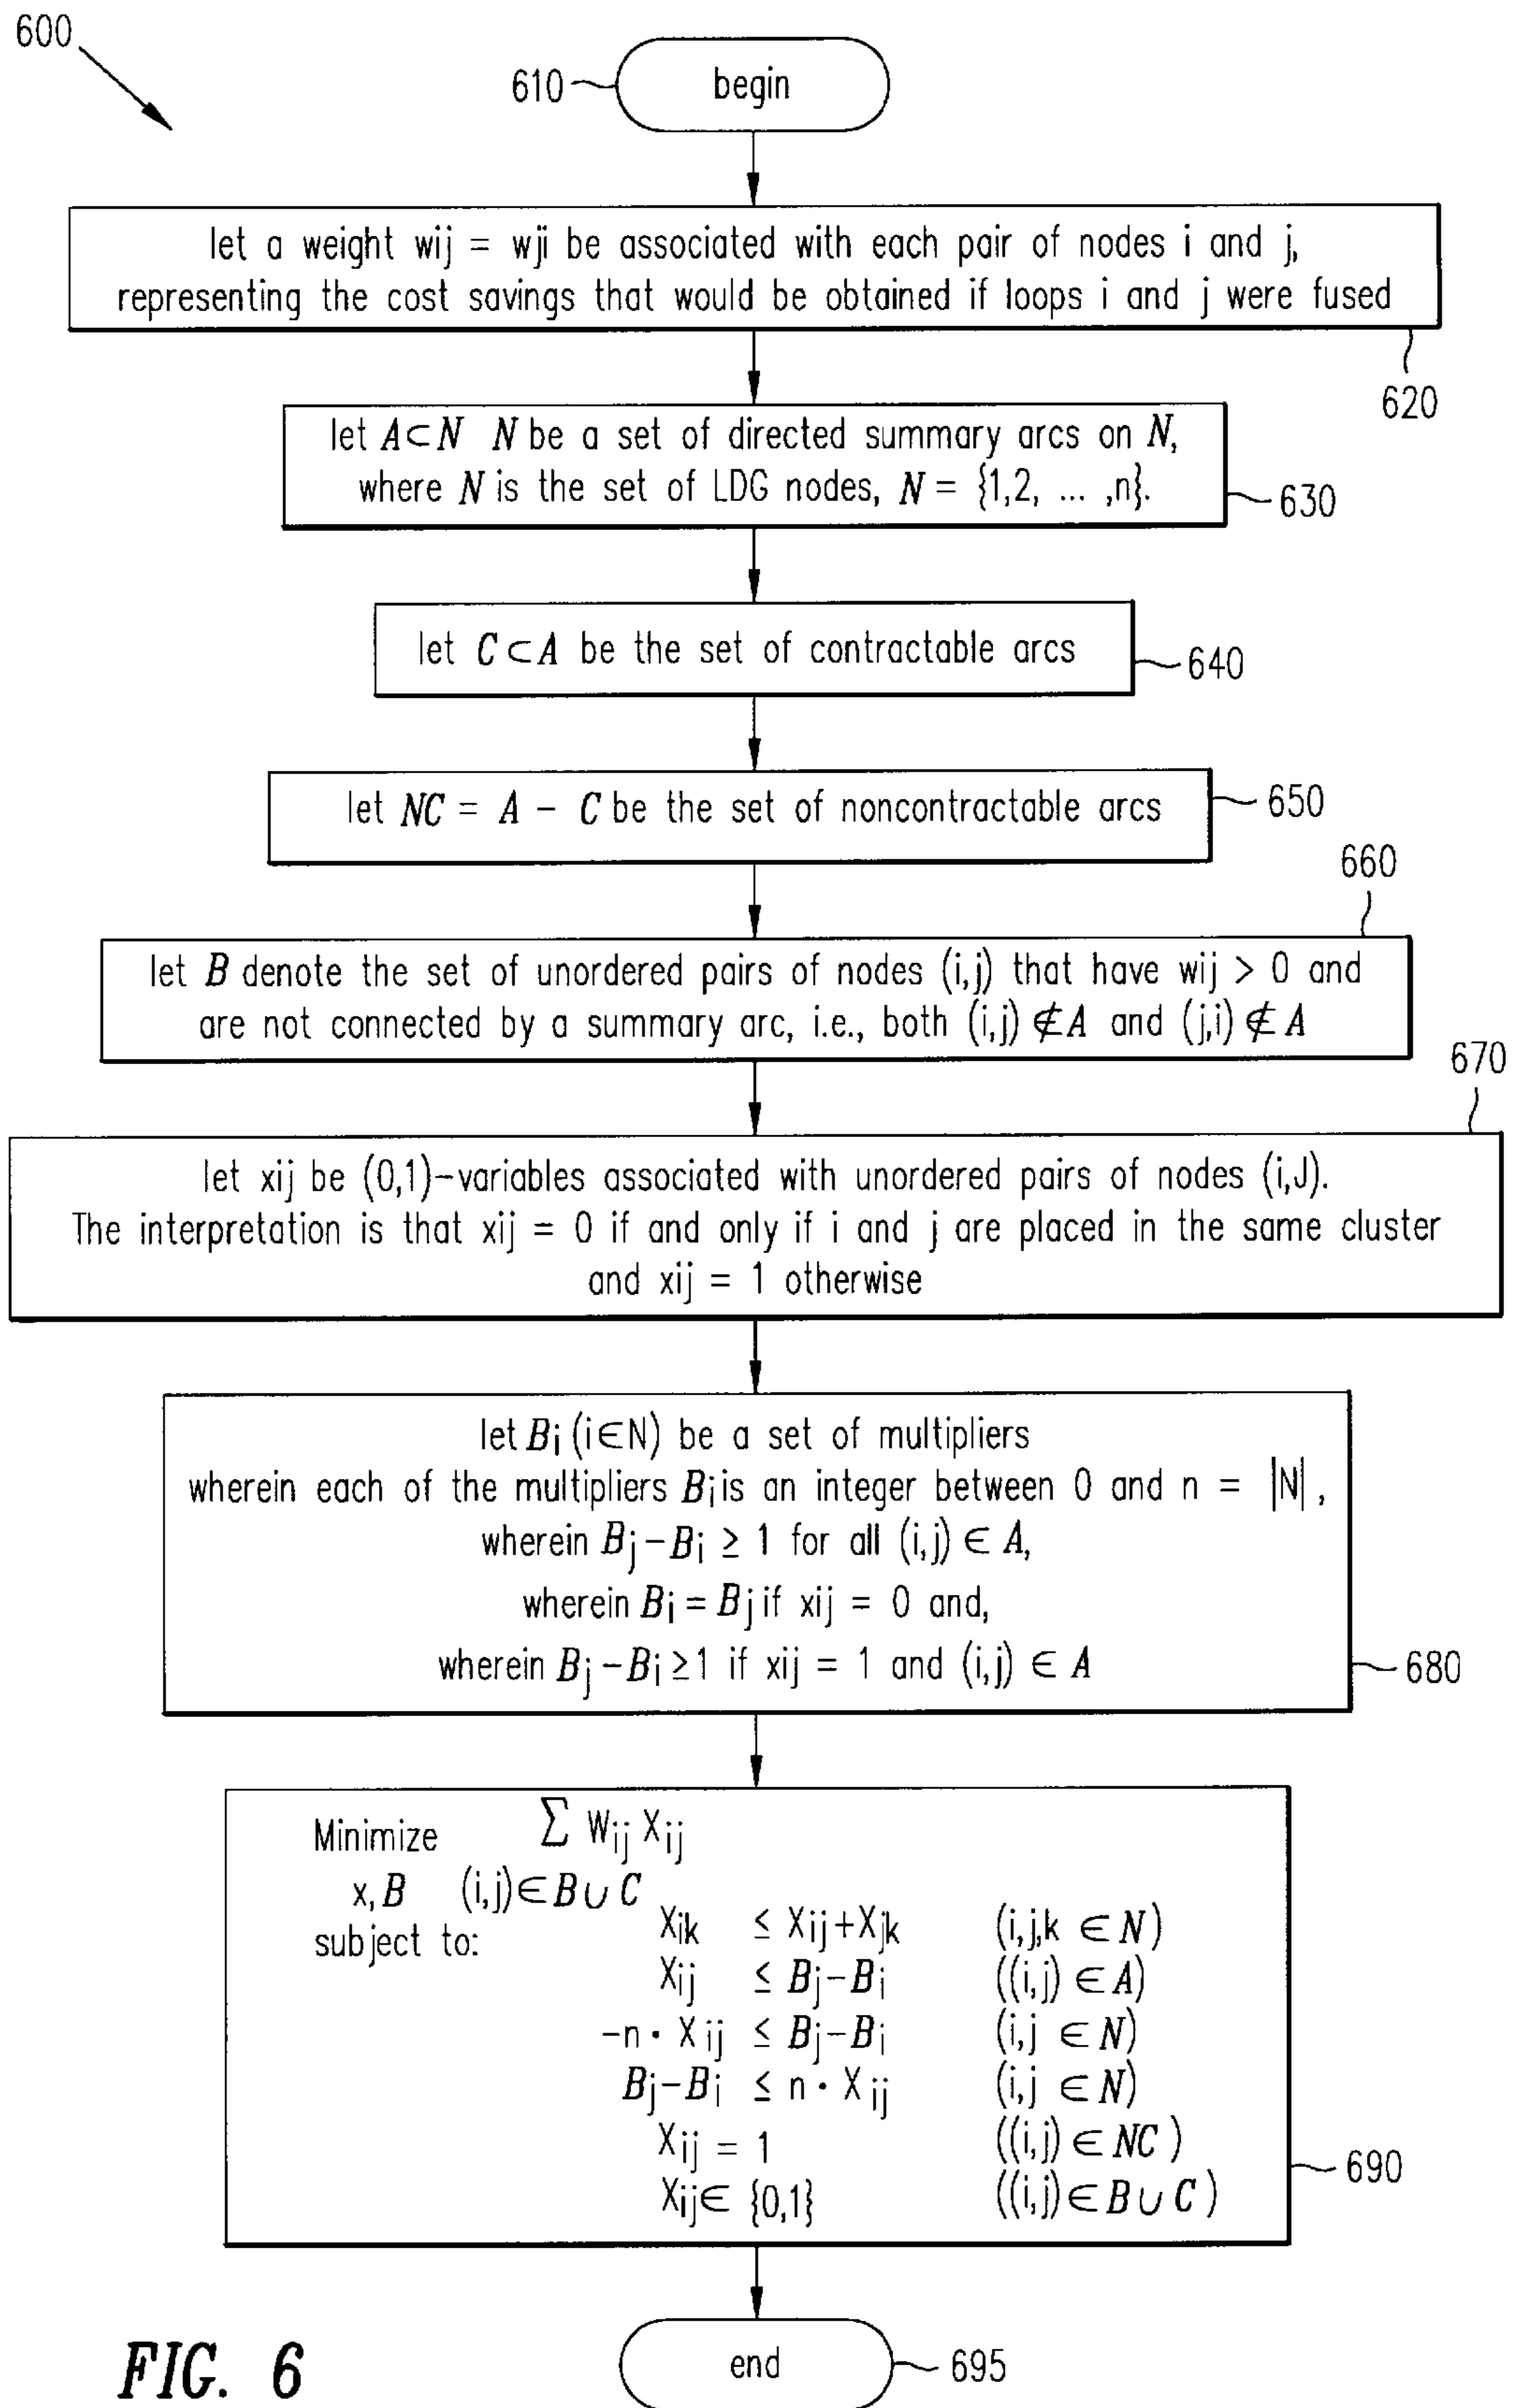 600
610
begin
let a weight wij = wji be associated with each pair of nodes i and j,
representing the cost savings that would be obtained if loops i and j were fused
620
let A⊂N N be a set of directed summary arcs on N,
where N is the set of LDG nodes, N = {1,2, ... ,n}.
630
let C⊂A be the set of contractable arcs
640
let NC = A - C be the set of noncontractable arcs
650
660
let B denote the set of unordered pairs of nodes (i,j) that have wij > 0 and
are not connected by a summary arc, i.e., both (i,j)∉A and (j,i)∉A
670
let xij be (0,1)-variables associated with unordered pairs of nodes (i,J).
The interpretation is that xij = 0 if and only if i and j are placed in the same cluster
and xij = 1 otherwise
let Bi (i∈N) be a set of multipliers
wherein each of the multipliers Bi is an integer between 0 and n = |N|,
wherein Bj-Bi ≥ 1 for all (i,j) ∈ A,
wherein Bi = Bj if xij = 0 and,
wherein Bj-Bi ≥1 if xij = 1 and (i,j) ∈ A
680
Minimize ∑ Wij Xij
x,B (i,j)∈B∪C
subject to: Xik ≤ Xij+Xjk (i,j,k ∈N)
Xij ≤ Bj-Bi ((i,j) ∈A)
-n· Xij ≤ Bj-Bi (i,j ∈N)
Bj-Bi ≤ n· Xij (i,j ∈N)
Xij = 1 ((i,j)∈NC)
Xij∈ {0,1} ((i,j)∈B∪C)
690
end
695
FIG. 6